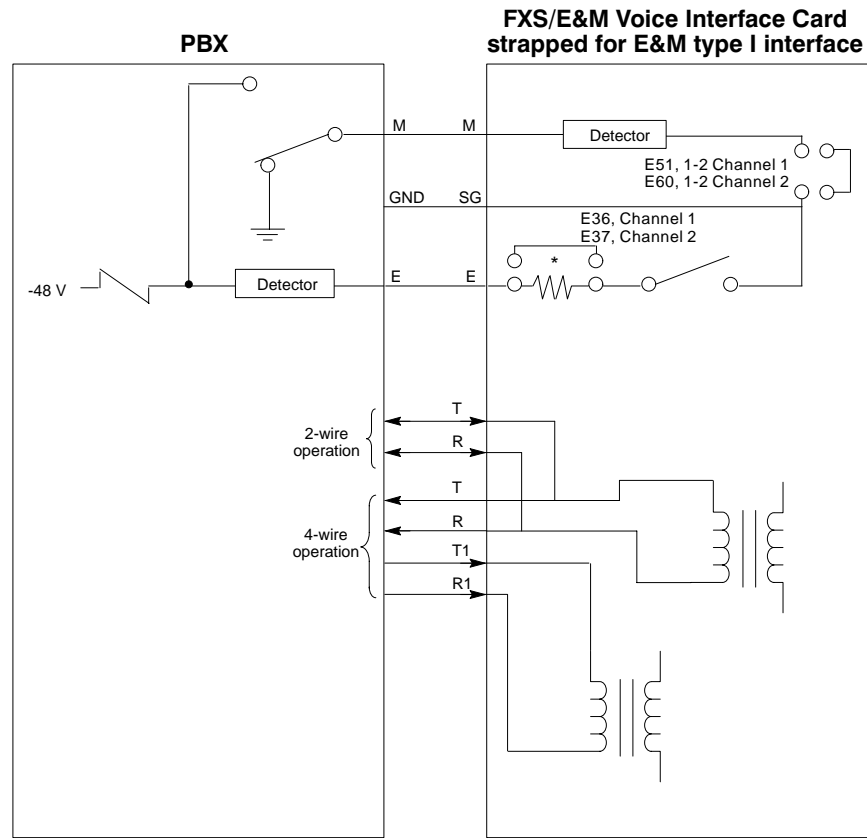 PBX
FXS/E&M Voice Interface Card
strapped for E&M type I interface
M M
Detector
E51, 1-2 Channel 1
E60, 1-2 Channel 2
GND SG
E36, Channel 1
E37, Channel 2
*
-48 V
Detector
E E
2-wire
operation
T
R
4-wire
operation
T
R
T1
R1